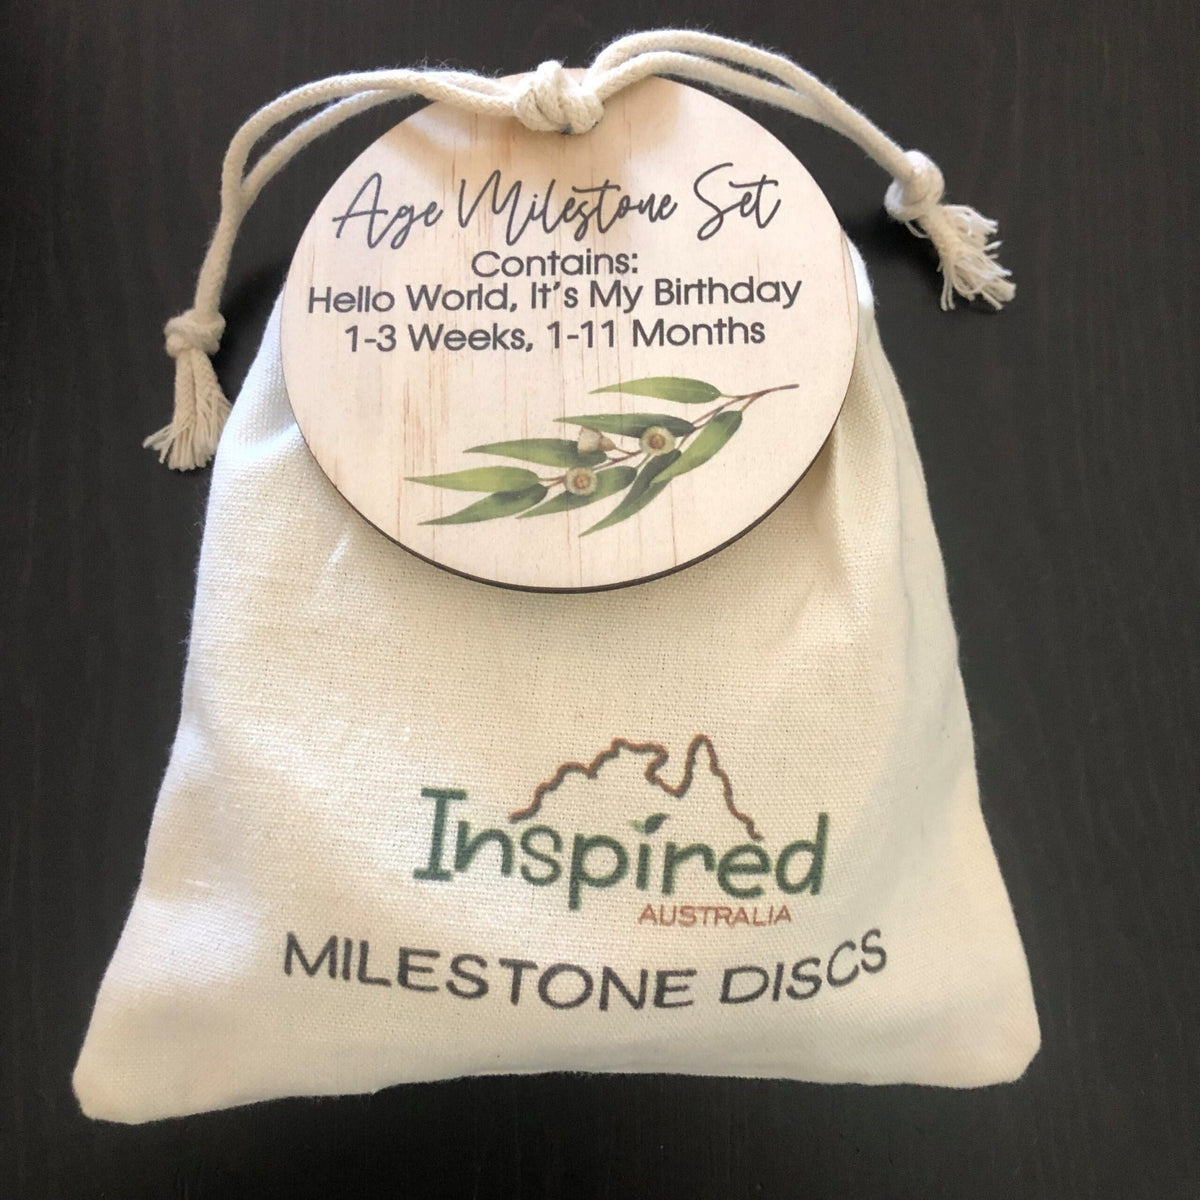 Age Milestone Set
Contains:
Hello World, It's My Birthday
1-3 Weeks, 1-11 Months
Inspired
AUSTRALIA
MILESTONE DISCS